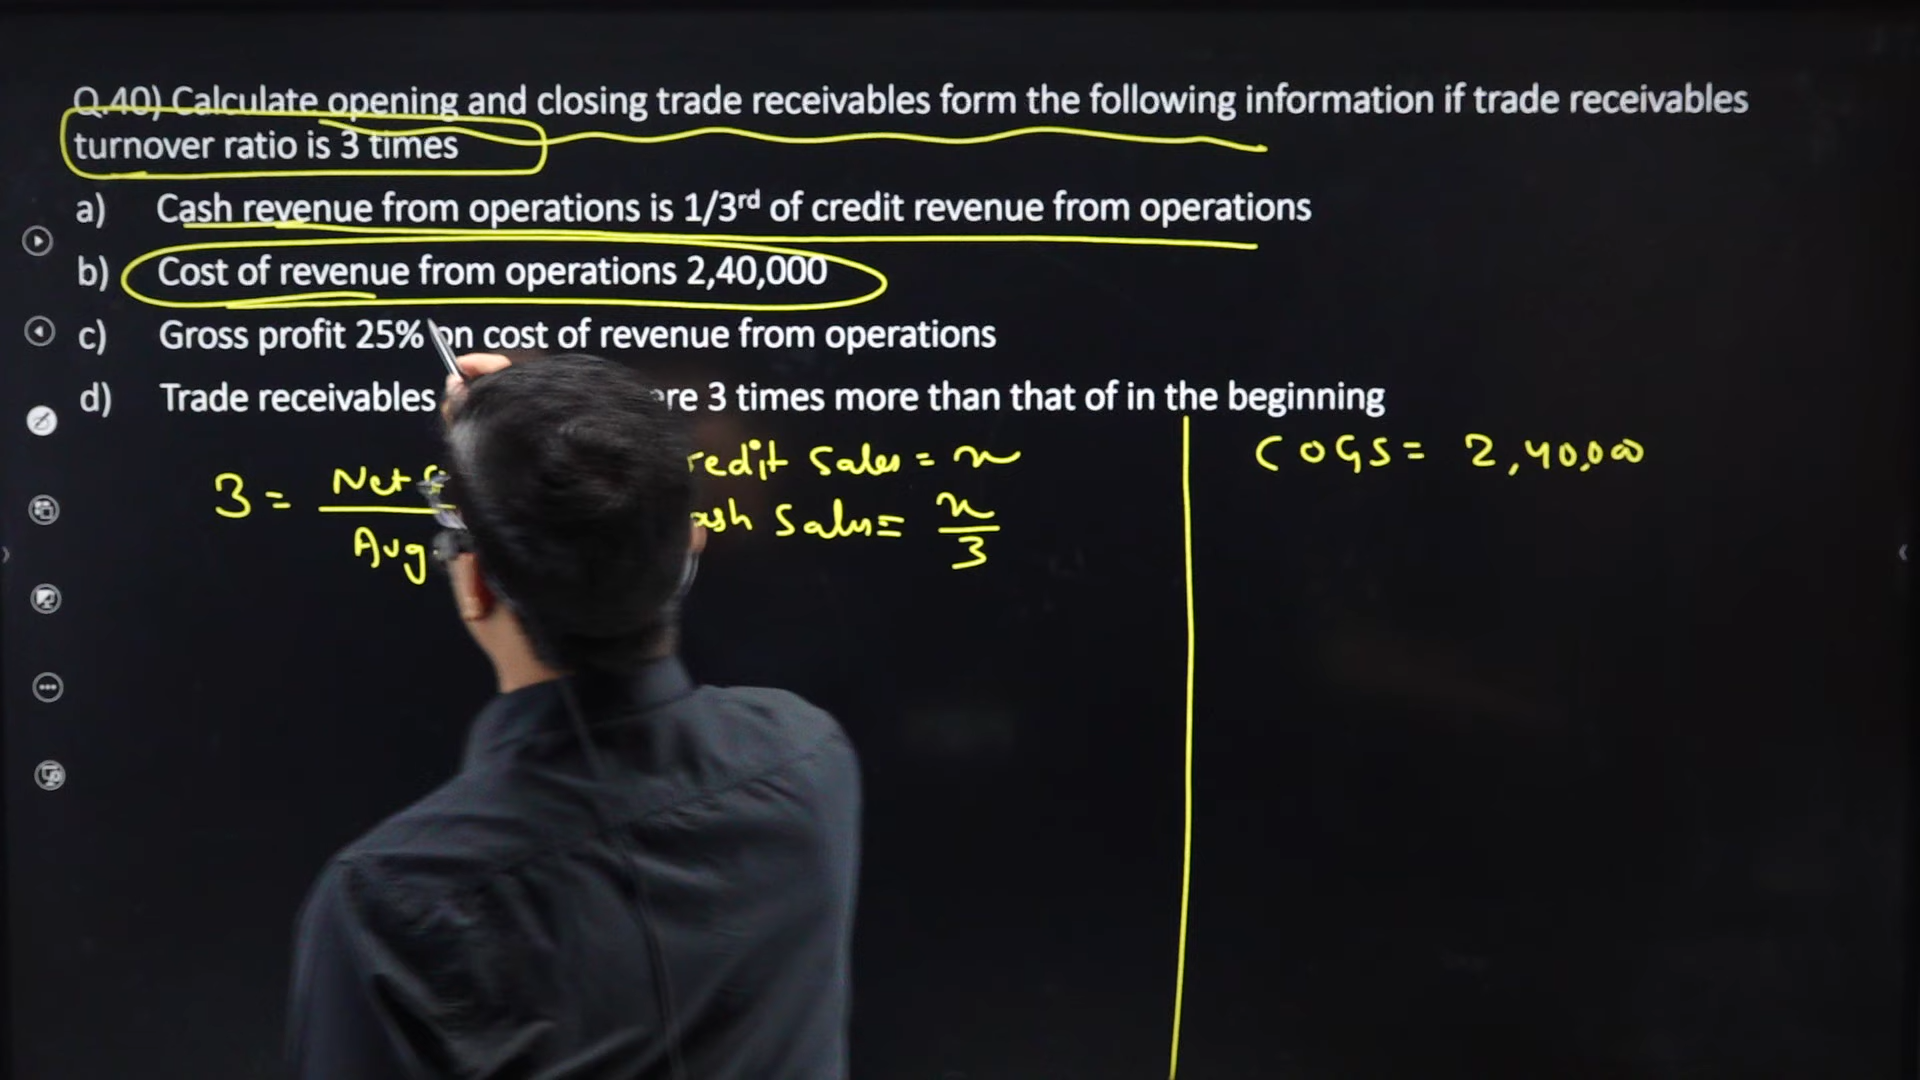 Q.40) Calculate opening and closing trade receivables form the following information if trade receivables
turnover ratio is 3 times
a) Cash revenue from operations is 1/3rd of credit revenue from operations
b) Cost of revenue from operations 2,40,000
c) Gross profit 25% on cost of revenue from operations
d) Trade receivables 3 times more than that of in the beginning
3 = Net
Avg.
Sales = x
Sales = x/3
COGS = 2,40,000